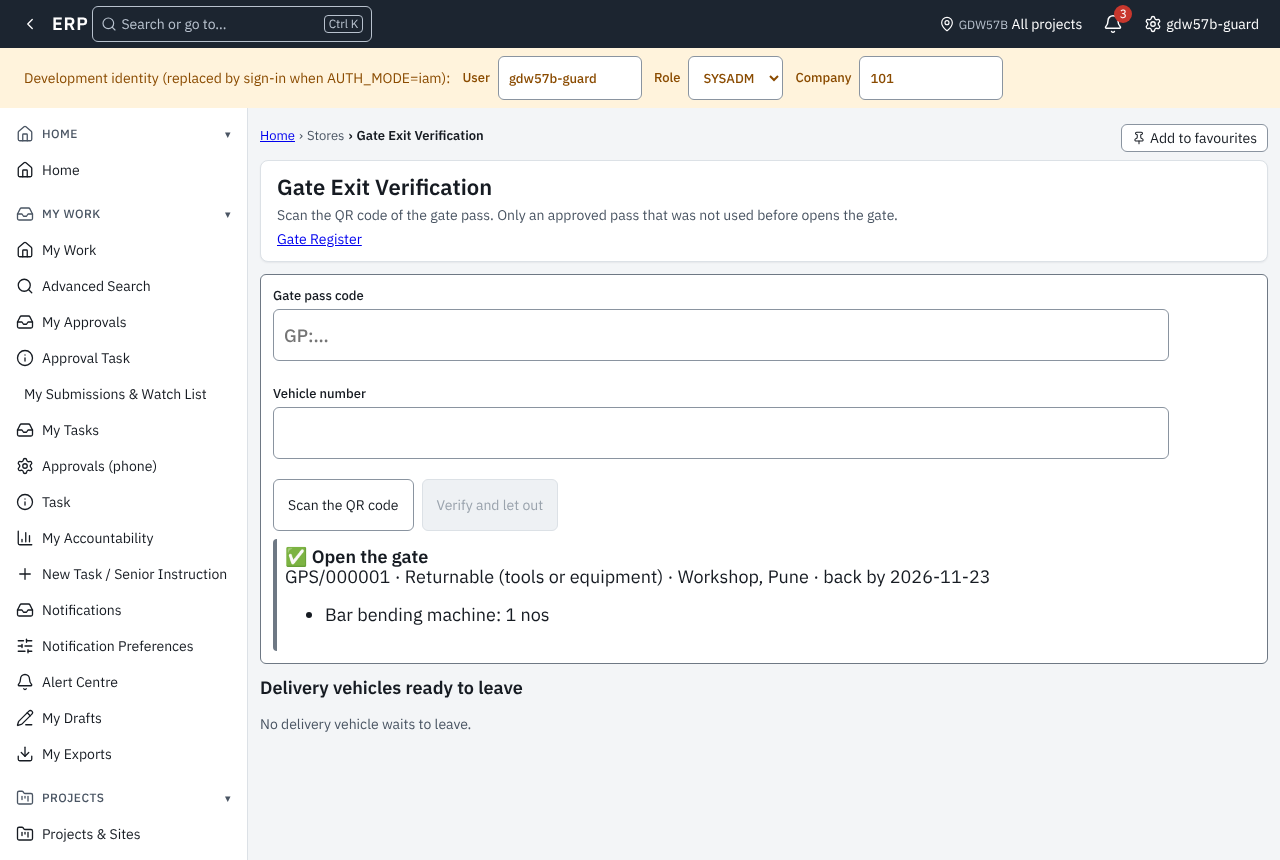 ERP
Search or go to...
Ctrl K
GDW57B All projects
3
gdw57b-guard
Development identity (replaced by sign-in when AUTH_MODE=iam):
User
gdw57b-guard
Role
SYSADM
Company
101
HOME
Home
MY WORK
My Work
Advanced Search
My Approvals
Approval Task
My Submissions & Watch List
My Tasks
Approvals (phone)
Task
My Accountability
New Task / Senior Instruction
Notifications
Notification Preferences
Alert Centre
My Drafts
My Exports
PROJECTS
Projects & Sites
Home › Stores › Gate Exit Verification
Add to favourites
Gate Exit Verification
Scan the QR code of the gate pass. Only an approved pass that was not used before opens the gate.
Gate Register
Gate pass code
GP:...
Vehicle number
Scan the QR code
Verify and let out
✅ Open the gate
GPS/000001 · Returnable (tools or equipment) · Workshop, Pune · back by 2026-11-23
• Bar bending machine: 1 nos
Delivery vehicles ready to leave
No delivery vehicle waits to leave.